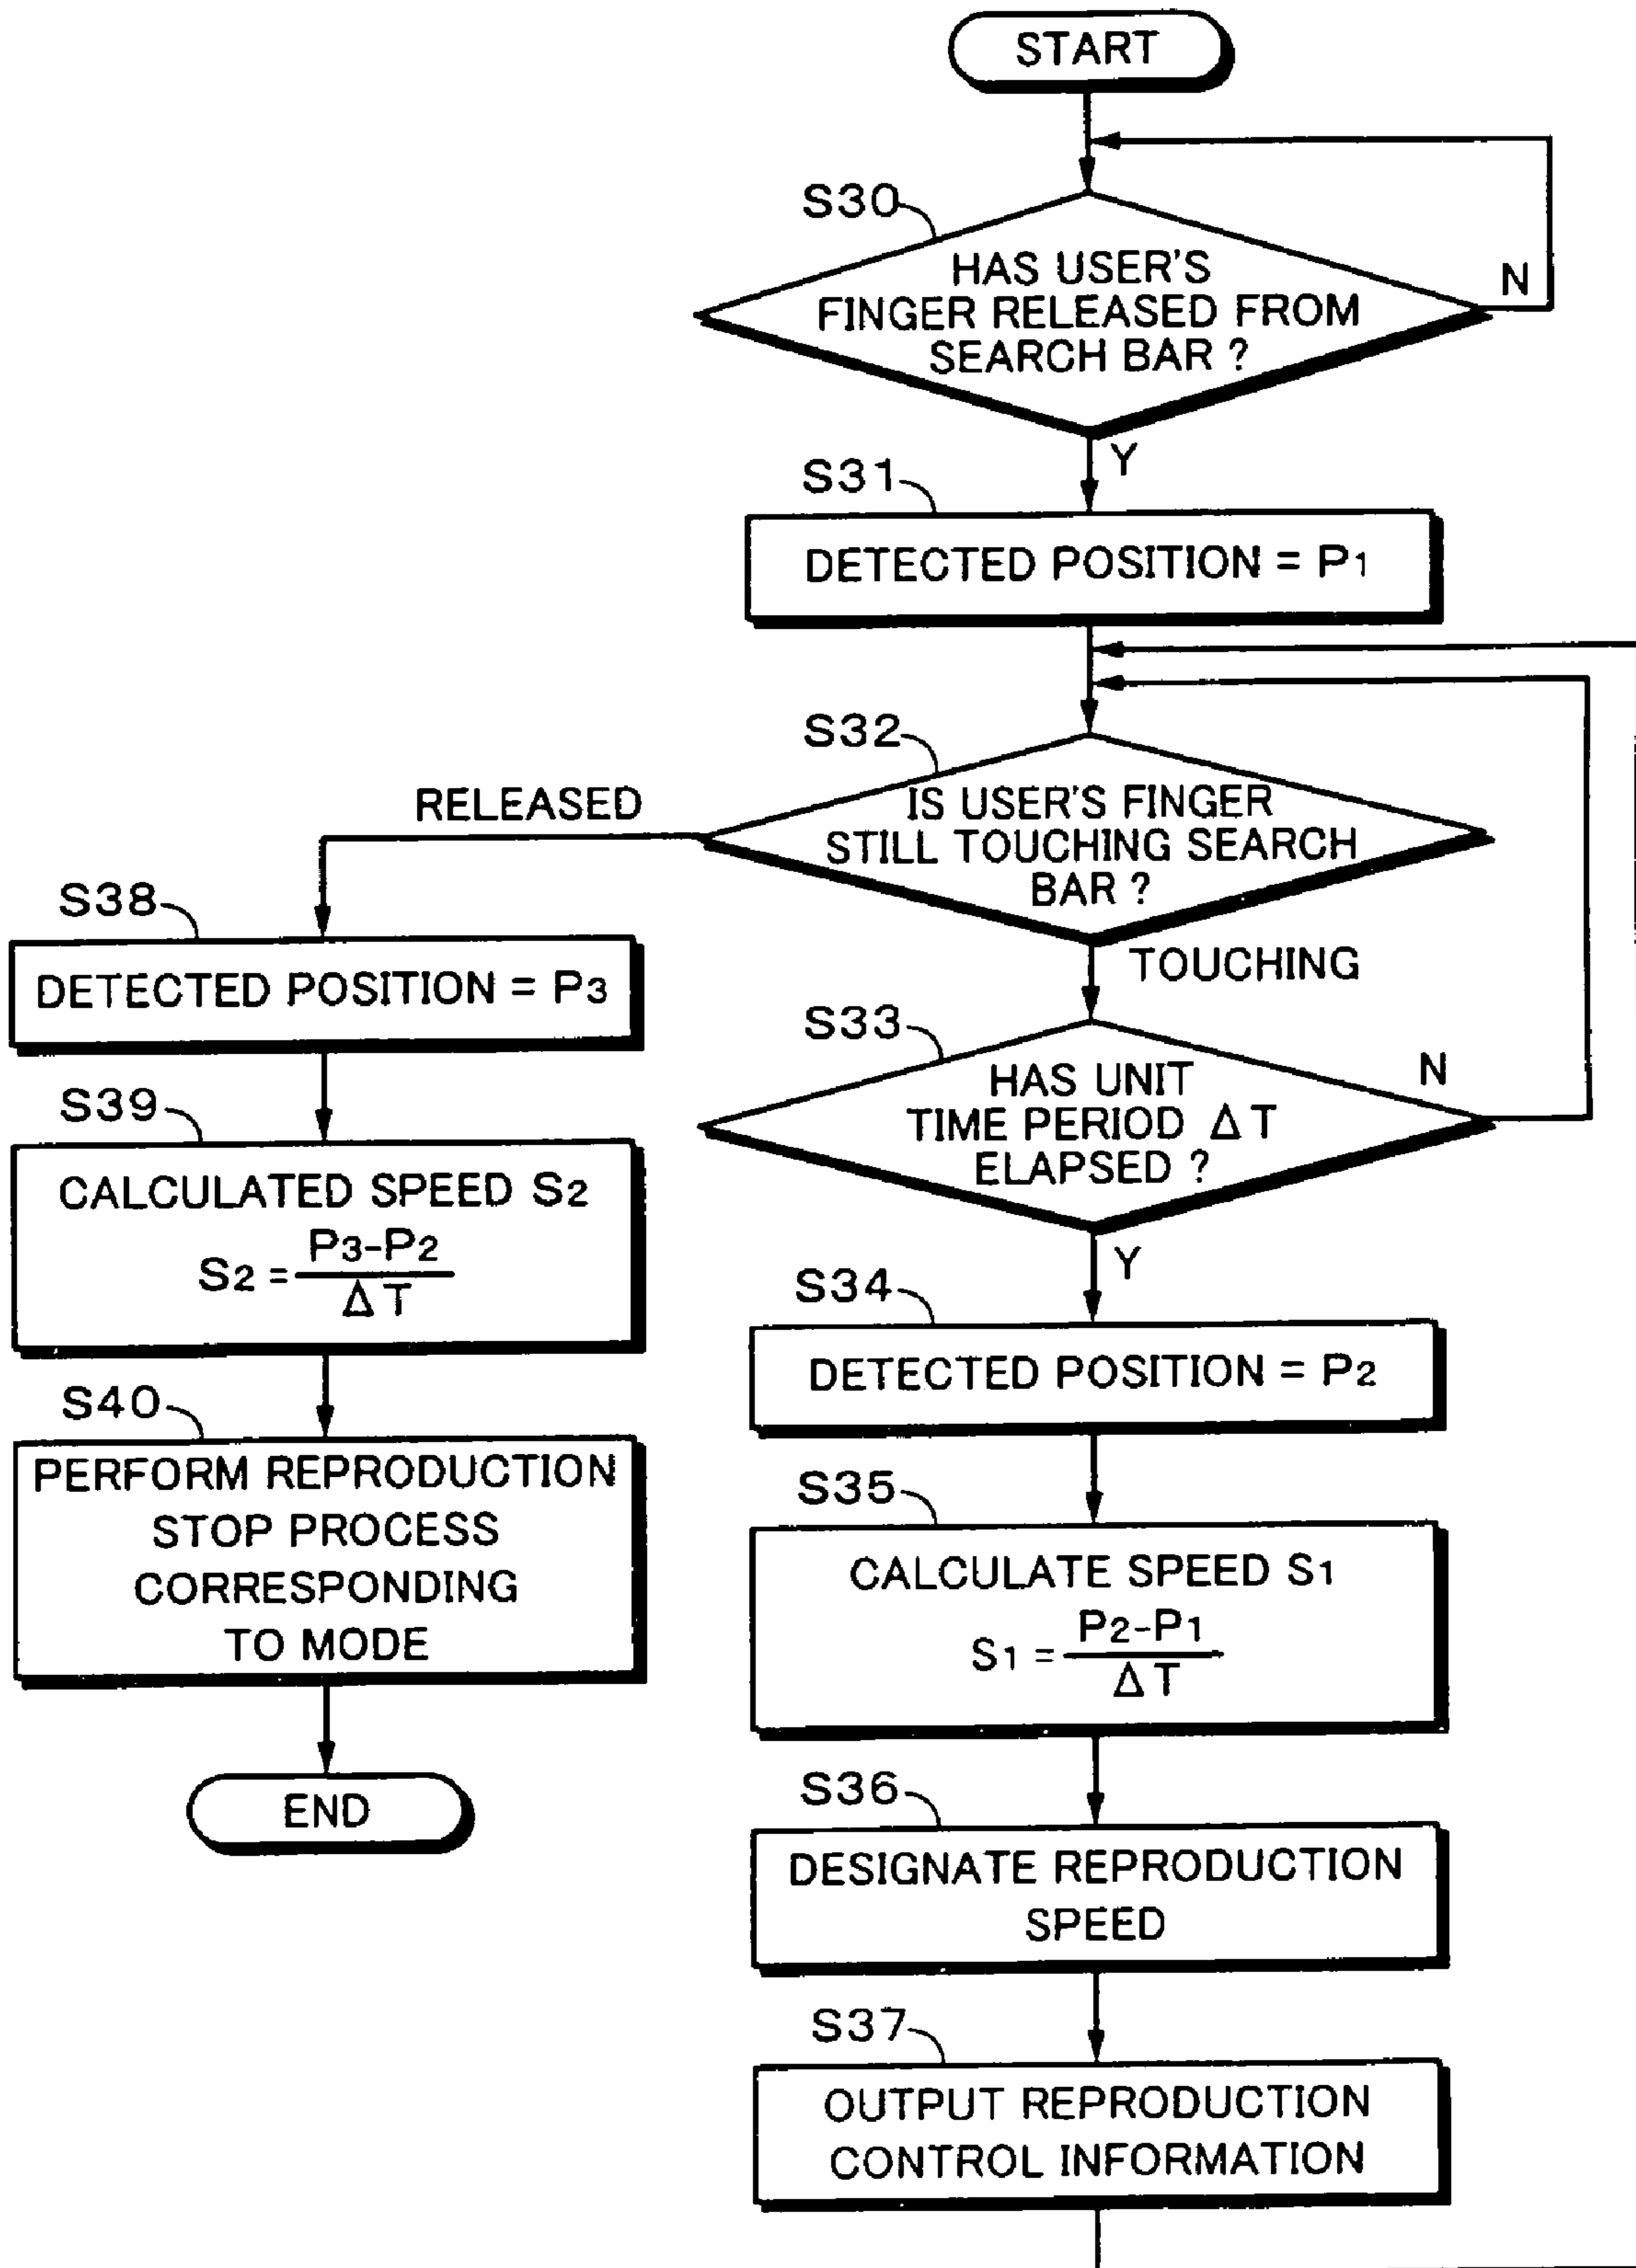 START
S30
HAS USER'S
FINGER RELEASED FROM
SEARCH BAR ?
N
Y
S31
DETECTED POSITION = P1
S32
IS USER'S FINGER
STILL TOUCHING SEARCH
BAR ?
RELEASED
TOUCHING
S33
HAS UNIT
TIME PERIOD Δ T
ELAPSED ?
N
Y
S34
DETECTED POSITION = P2
S35
CALCULATE SPEED S1
S1 = P2-P1
Δ T
S36
DESIGNATE REPRODUCTION
SPEED
S37
OUTPUT REPRODUCTION
CONTROL INFORMATION
S38
DETECTED POSITION = P3
S39
CALCULATED SPEED S2
S2 = P3-P2
Δ T
S40
PERFORM REPRODUCTION
STOP PROCESS
CORRESPONDING
TO MODE
END